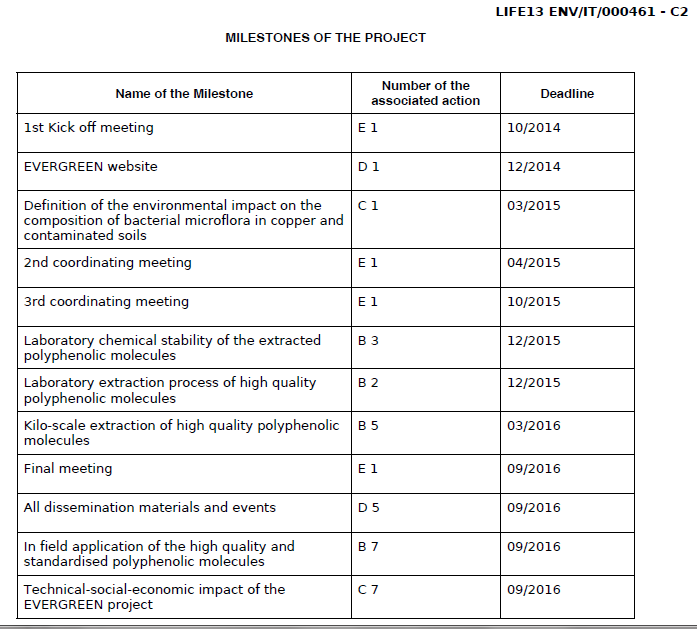 LIFE13 ENV/IT/000461 - C2
MILESTONES OF THE PROJECT
Name of the Milestone
Number of the
associated action
Deadline
1st Kick off meeting E 1 10/2014
EVERGREEN website D 1 12/2014
Definition of the environmental impact on the C 1 03/2015
composition of bacterial microflora in copper and
contaminated soils
2nd coordinating meeting E 1 04/2015
3rd coordinating meeting E 1 10/2015
Laboratory chemical stability of the extracted B 3 12/2015
polyphenolic molecules
Laboratory extraction process of high quality B 2 12/2015
polyphenolic molecules
Kilo-scale extraction of high quality polyphenolic B 5 03/2016
molecules
Final meeting E 1 09/2016
All dissemination materials and events D 5 09/2016
In field application of the high quality and B 7 09/2016
standardised polyphenolic molecules
Technical-social-economic impact of the C 7 09/2016
EVERGREEN project